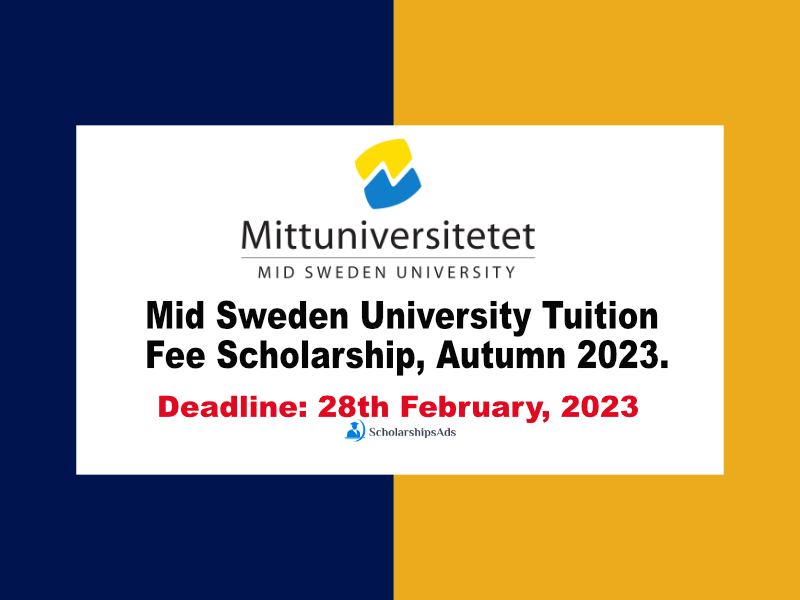 Mittuniversitetet
MID SWEDEN UNIVERSITY
Mid Sweden University Tuition
Fee Scholarship, Autumn 2023.
Deadline: 28th February, 2023
ScholarshipsAds